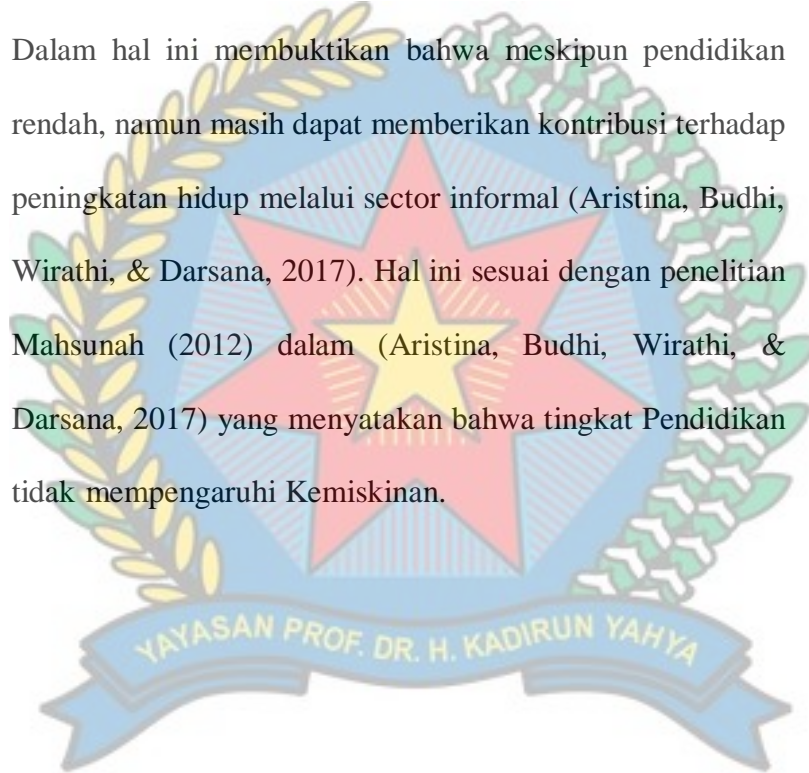 Dalam hal ini membuktikan bahwa meskipun pendidikan
rendah, namun masih dapat memberikan kontribusi terhadap
peningkatan hidup melalui sector informal (Aristina, Budhi,
Wirathi, & Darsana, 2017). Hal ini sesuai dengan penelitian
Mahsunah (2012) dalam (Aristina, Budhi, Wirathi, &
Darsana, 2017) yang menyatakan bahwa tingkat Pendidikan
tidak mempengaruhi Kemiskinan.
YAYASAN PROF. DR. H. KADIRUN YAHYA